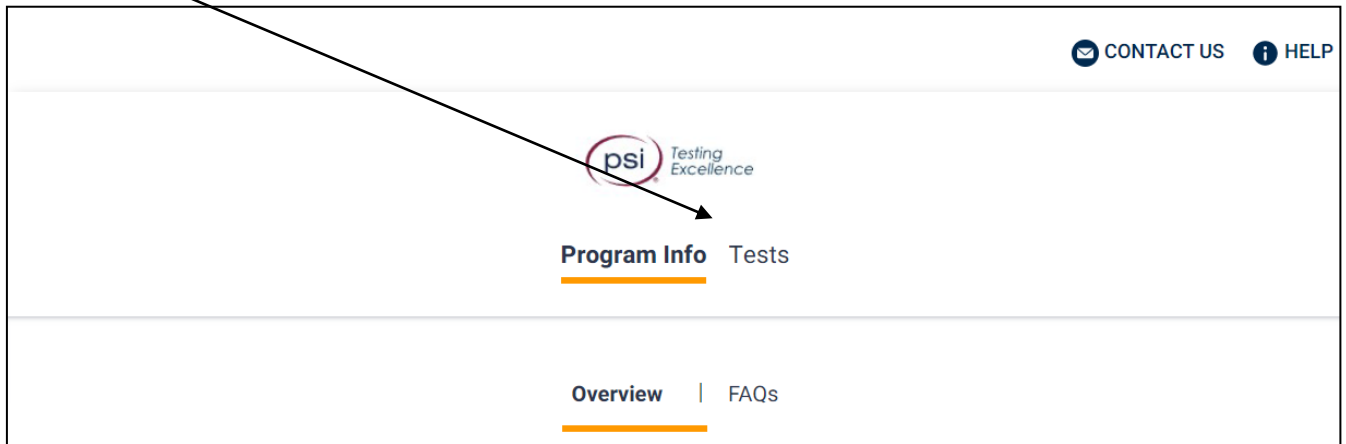 CONTACT US HELP
psi Testing
Excellence
Program Info Tests
Overview | FAQs